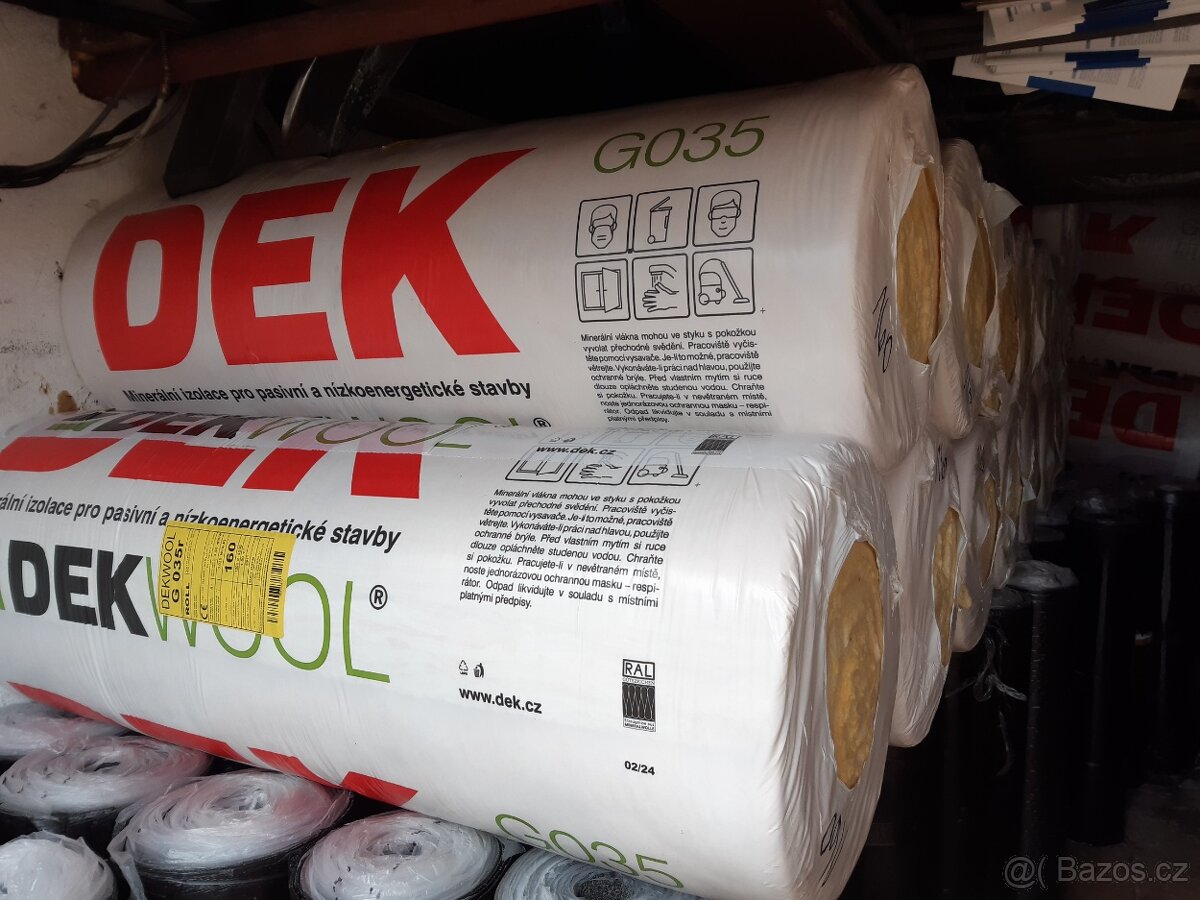 G035
DEK
Minerální izolace pro pasivní a nízkoenergetické stavby
Minerální vlákna mohou ve styku s pokožkou
vyvolat přechodné svědění. Pracoviště vyčis-
těte pomocí vysavače. Je-li to možné, pracoviště
větrejte. Vykonáváte-li práci nad hlavou, použijte
ochranné brýle. Před vlastním mytím si ruce
dlouze opláchněte studenou vodou. Chraňte
si pokožku. Pracujete-li v nevětraném místě,
noste jednorázovou ochrannou masku – respi-
rátor. Odpad likvidujte v souladu s místními
platnými předpisy.
160
DEKWOOL®
www.dek.cz
RAL
DEK
ální izolace pro pasivní a nízkoenergetické stavby
Minerální vlákna mohou ve styku s pokožkou
vyvolat přechodné svědění. Pracoviště vyčis-
těte pomocí vysavače. Je-li to možné, pracoviště
větrejte. Vykonáváte-li práci nad hlavou, použijte
ochranné brýle. Před vlastním mytím si ruce
dlouze opláchněte studenou vodou. Chraňte
si pokožku. Pracujete-li v nevětraném místě,
noste jednorázovou ochrannou masku – respi-
rátor. Odpad likvidujte v souladu s místními
platnými předpisy.
DEKWOOL®
DEKWOOL
G 035r
ROLL
160
CE
www.dek.cz
RAL
02/24
G035
DEK
@( Bazos.cz